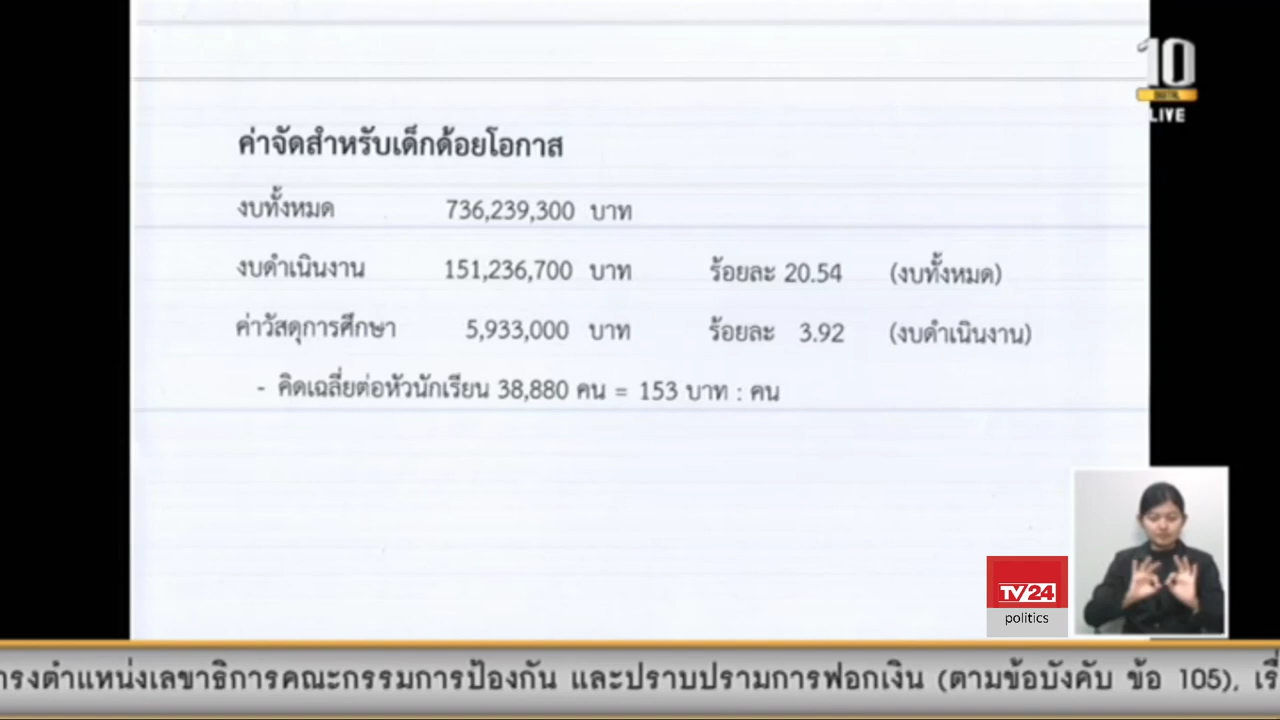 10
DIGITAL
LIVE
ค่าจัดสำหรับเด็กด้อยโอกาส
งบทั้งหมด 736,239,300 บาท
งบดำเนินงาน 151,236,700 บาท ร้อยละ 20.54 (งบทั้งหมด)
ค่าวัสดุการศึกษา 5,933,000 บาท ร้อยละ 3.92 (งบดำเนินงาน)
- คิดเฉลี่ยต่อหัวนักเรียน 38,880 คน = 153 บาท : คน
TV24
politics
ารงตำแหน่งเลขาธิการคณะกรรมการป้องกัน และปราบปรามการฟอกเงิน (ตามข้อบังคับ ข้อ 105), เรื่